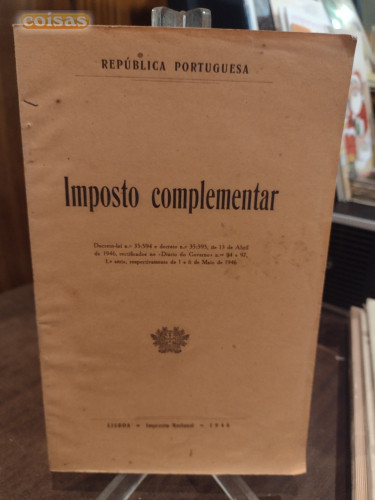 coisas
REPÚBLICA PORTUGUESA
Imposto complementar
Decreto-lei n.º 35:594 e decreto n.º 35:595, de 13 de Abril
de 1946, rectificados no «Diário do Governo» n.os 94 e 97,
1.ª série, respectivamente de 1 e 6 de Maio de 1946
LISBOA • Imprensa Nacional • 1946